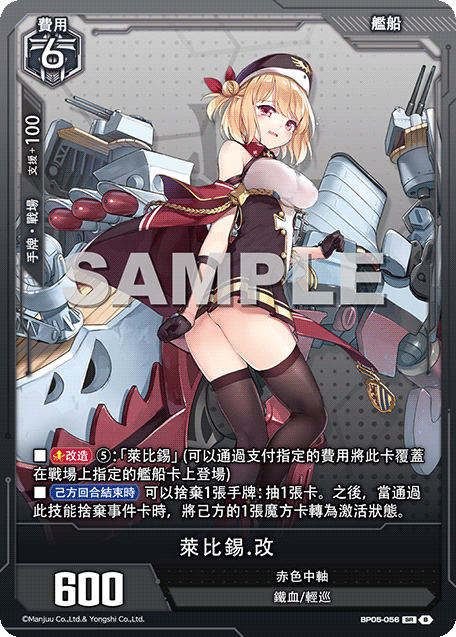 費用
6
艦船
支援+100
手牌・戰場
SAMPLE
■ 改造 ⑤:「萊比錫」(可以通過支付指定的費用將此卡覆蓋
在戰場上指定的艦船卡上登場)
■ 己方回合結束時 可以捨棄1張手牌:抽1張卡。之後,當通過
此技能捨棄事件卡時,將己方的1張魔方卡轉為激活狀態。
萊比錫.改
600
赤色中軸
鐵血/輕巡
©Manjuu Co.,Ltd.& Yongshi Co.,Ltd.
BP05-056 SR B